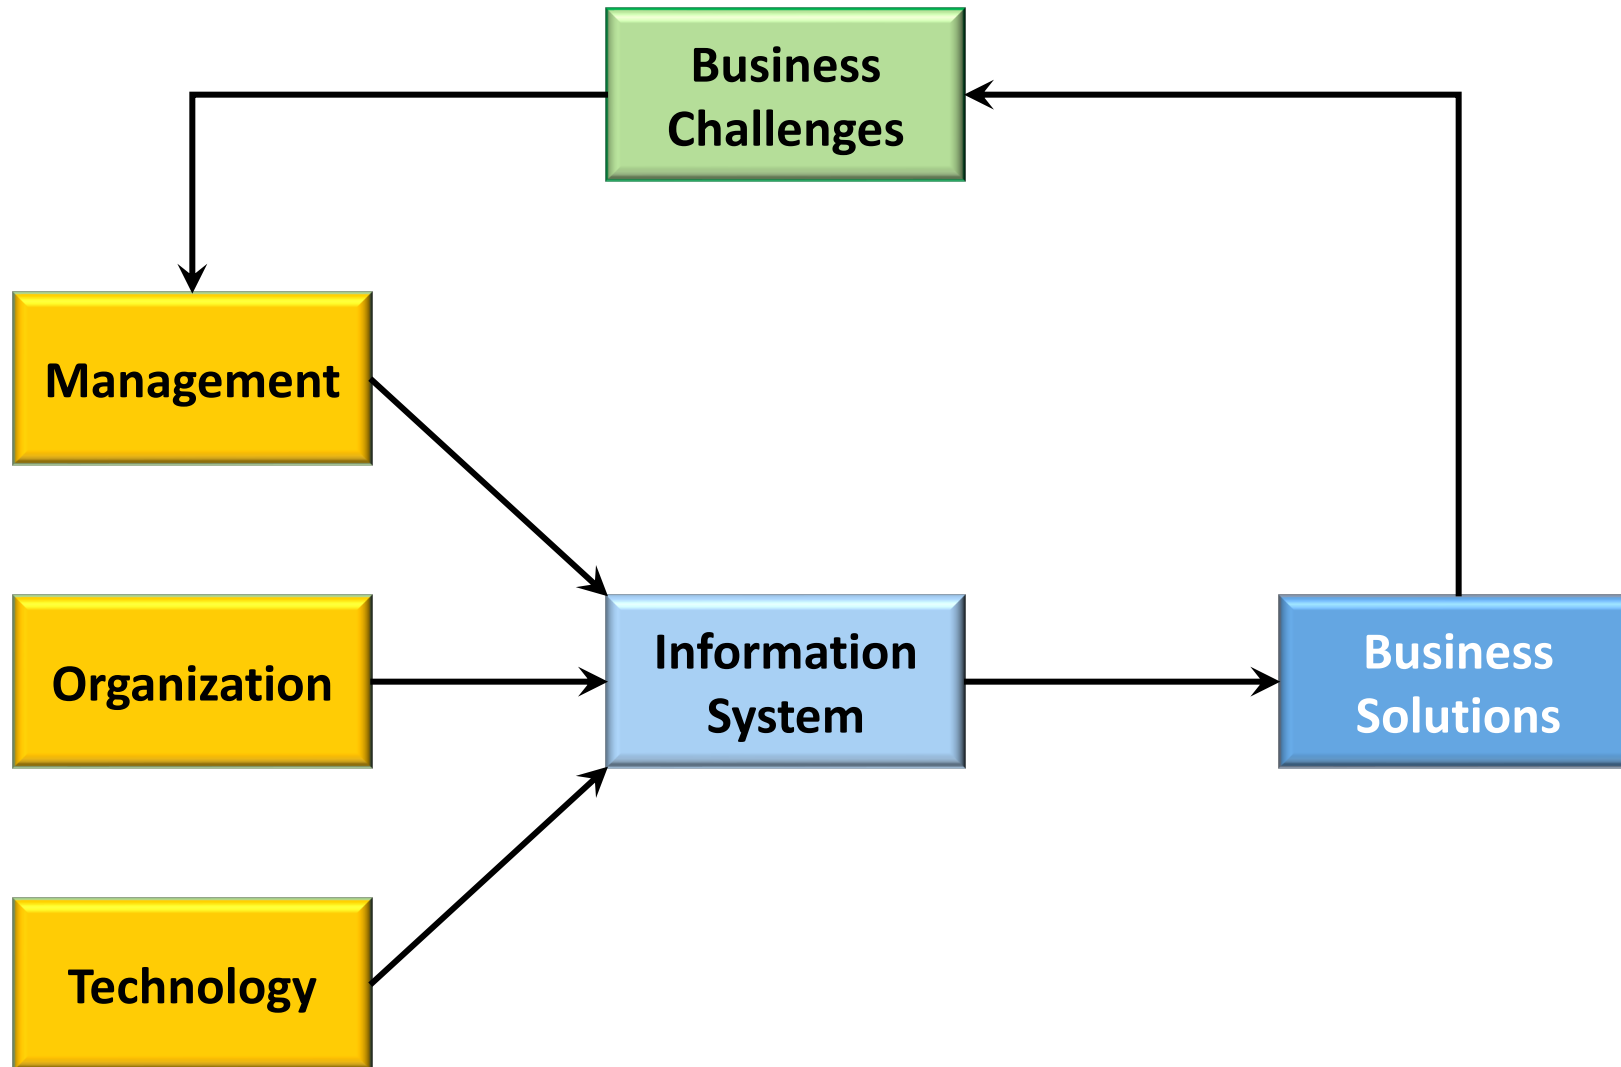 Business
Challenges
Management
Organization
Information
System
Business
Solutions
Technology